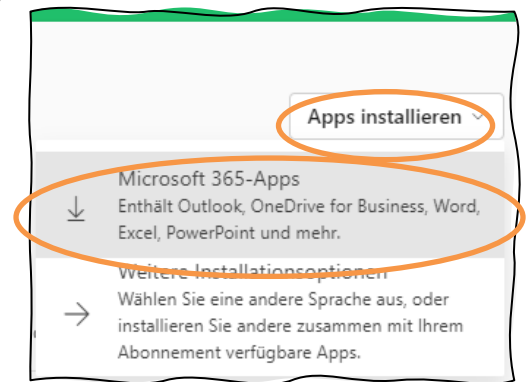 Apps installieren
Microsoft 365-Apps
Enthält Outlook, OneDrive for Business, Word,
Excel, PowerPoint und mehr.
Weitere Installationsoptionen
Wählen Sie eine andere Sprache aus, oder
installieren Sie andere zusammen mit Ihrem
Abonnement verfügbare Apps.